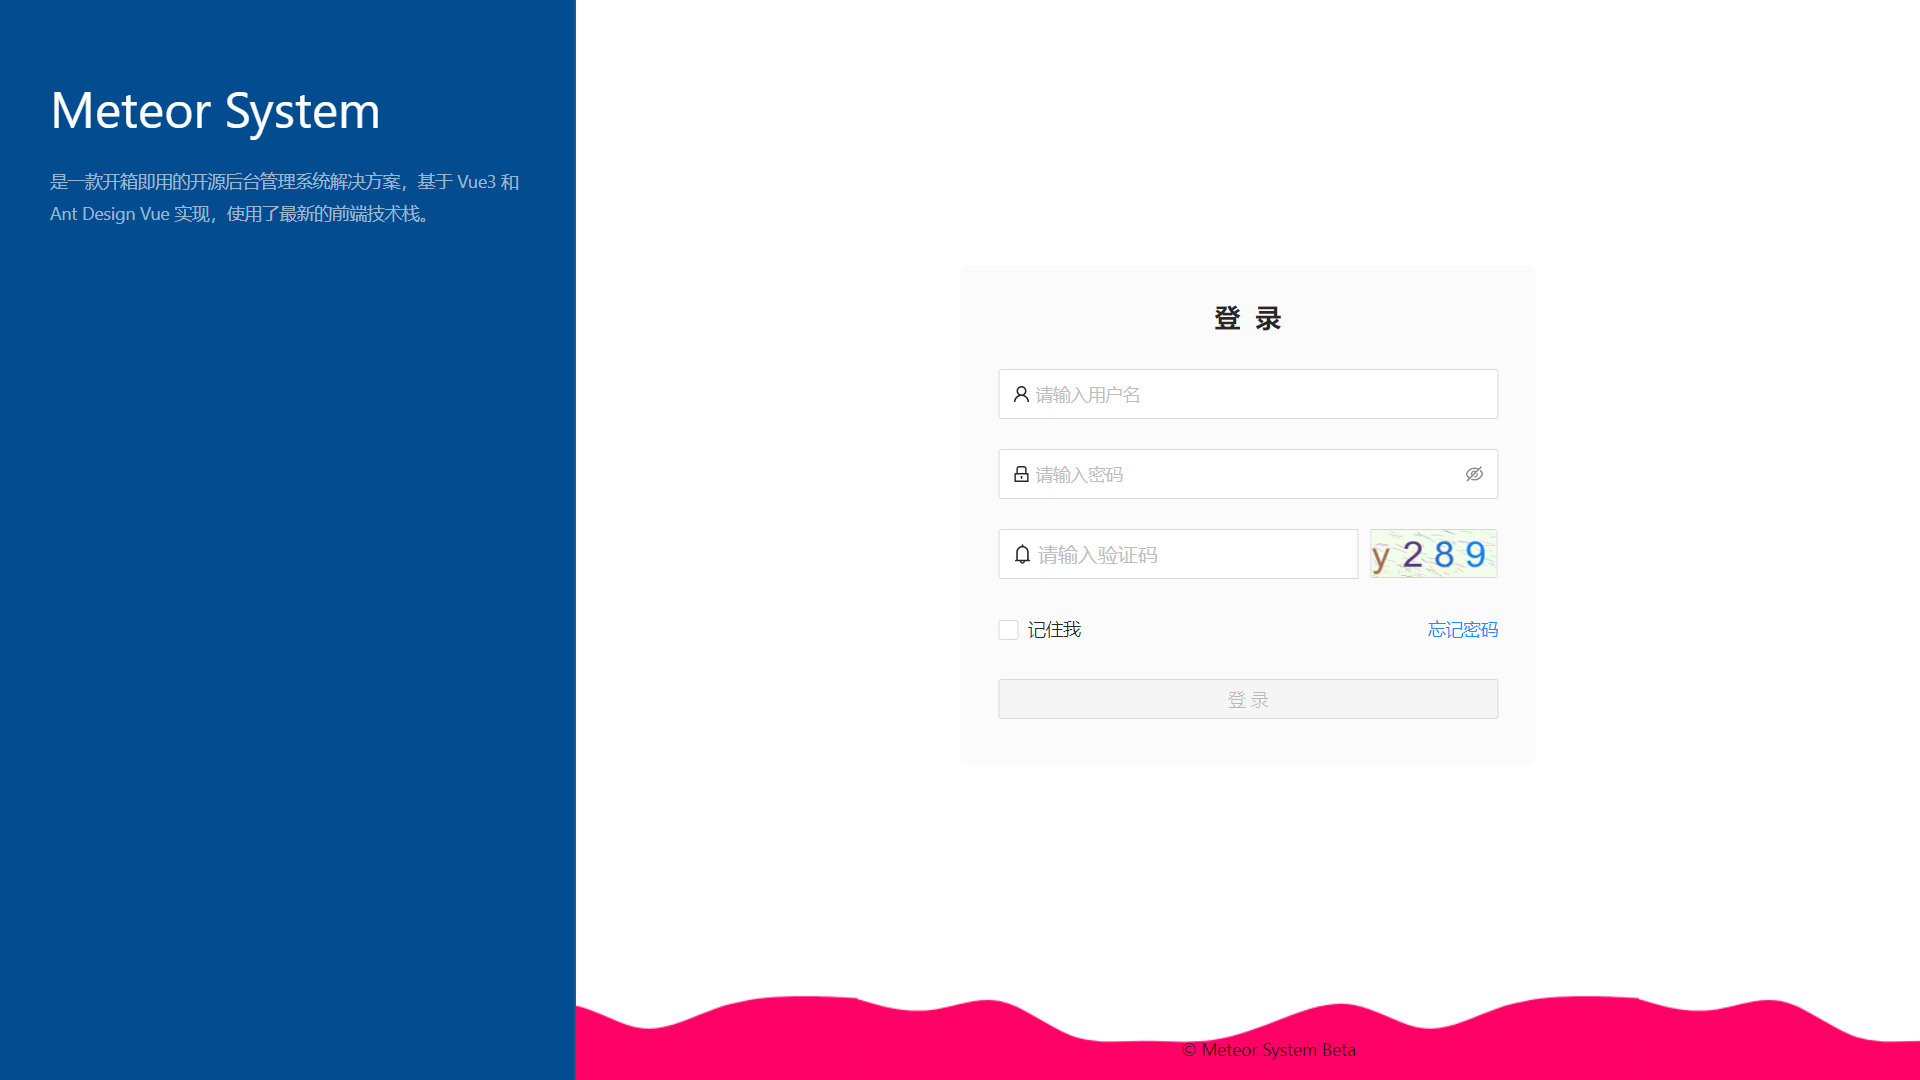 Meteor System
是一款开箱即用的开源后台管理系统解决方案，基于 Vue3 和
Ant Design Vue 实现，使用了最新的前端技术栈。
登 录
请输入用户名
请输入密码
请输入验证码
y289
记住我
忘记密码
登 录
© Meteor System Beta